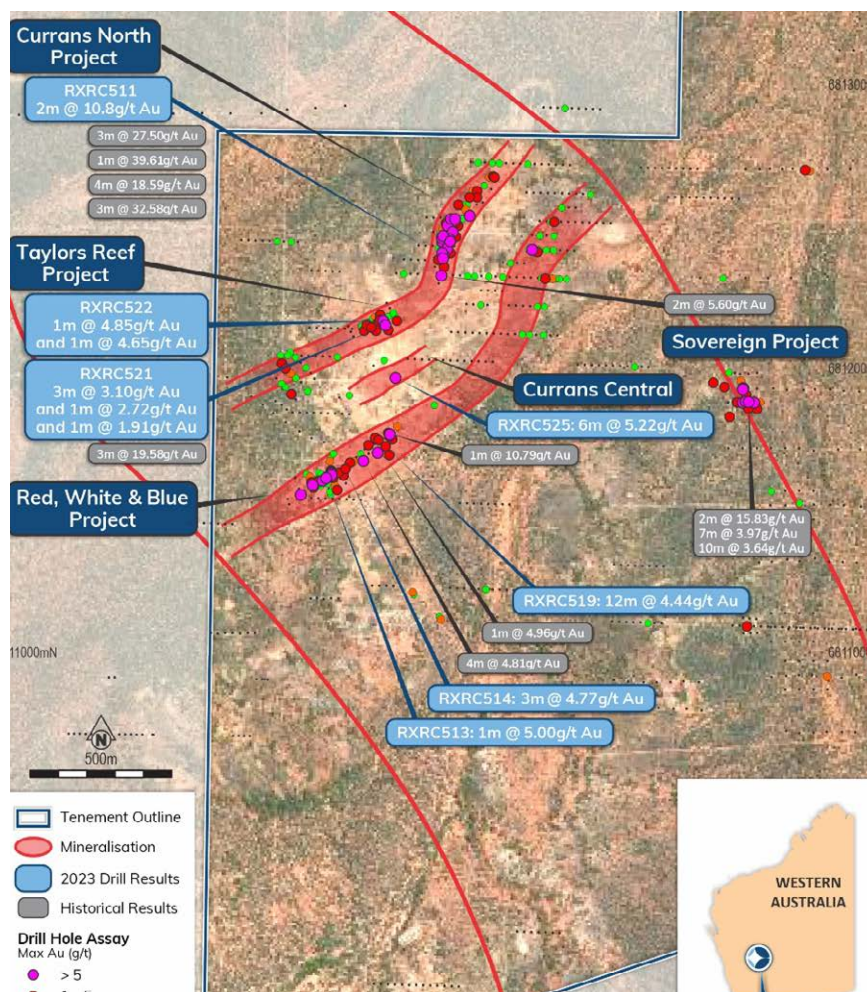 Currans North
Project
RXRC511
2m @ 10.8g/t Au
3m @ 27.50g/t Au
1m @ 39.61g/t Au
4m @ 18.59g/t Au
3m @ 32.58g/t Au
681300
Taylors Reef
Project
RXRC522
1m @ 4.85g/t Au
and 1m @ 4.65g/t Au
RXRC521
3m @ 3.10g/t Au
and 1m @ 2.72g/t Au
and 1m @ 1.91g/t Au
3m @ 19.58g/t Au
2m @ 5.60g/t Au
Sovereign Project
681200
Currans Central
RXRC525: 6m @ 5.22g/t Au
1m @ 10.79g/t Au
Red, White & Blue
Project
2m @ 15.83g/t Au
7m @ 3.97g/t Au
10m @ 3.64g/t Au
RXRC519: 12m @ 4.44g/t Au
1m @ 4.96g/t Au
4m @ 4.81g/t Au
11000mN
681100
RXRC514: 3m @ 4.77g/t Au
RXRC513: 1m @ 5.00g/t Au
N
500m
Tenement Outline
Mineralisation
2023 Drill Results
Historical Results
Drill Hole Assay
Max Au (g/t)
> 5
WESTERN
AUSTRALIA